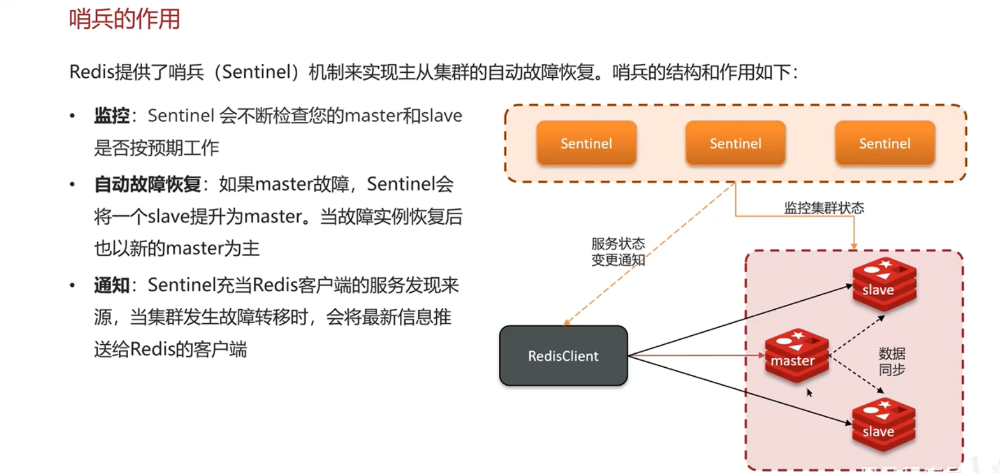 哨兵的作用
Redis提供了哨兵（Sentinel）机制来实现主从集群的自动故障恢复。哨兵的结构和作用如下：
• 监控：Sentinel 会不断检查您的master和slave
是否按预期工作
• 自动故障恢复：如果master故障，Sentinel会
将一个slave提升为master。当故障实例恢复后
也以新的master为主
• 通知：Sentinel充当Redis客户端的服务发现来
源，当集群发生故障转移时，会将最新信息推
送给Redis的客户端
Sentinel
Sentinel
Sentinel
监控集群状态
服务状态
变更通知
RedisClient
slave
master
数据
同步
slave